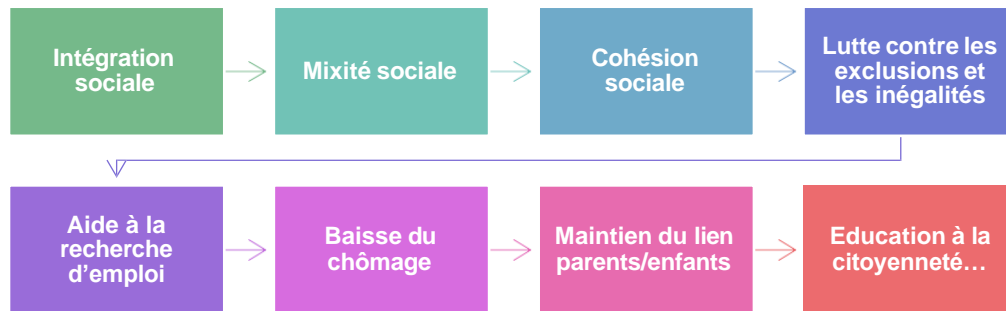 Intégration
sociale
Mixité sociale
Cohésion
sociale
Lutte contre les
exclusions et
les inégalités
Aide à la
recherche
d’emploi
Baisse du
chômage
Maintien du lien
parents/enfants
Education à la
citoyenneté…